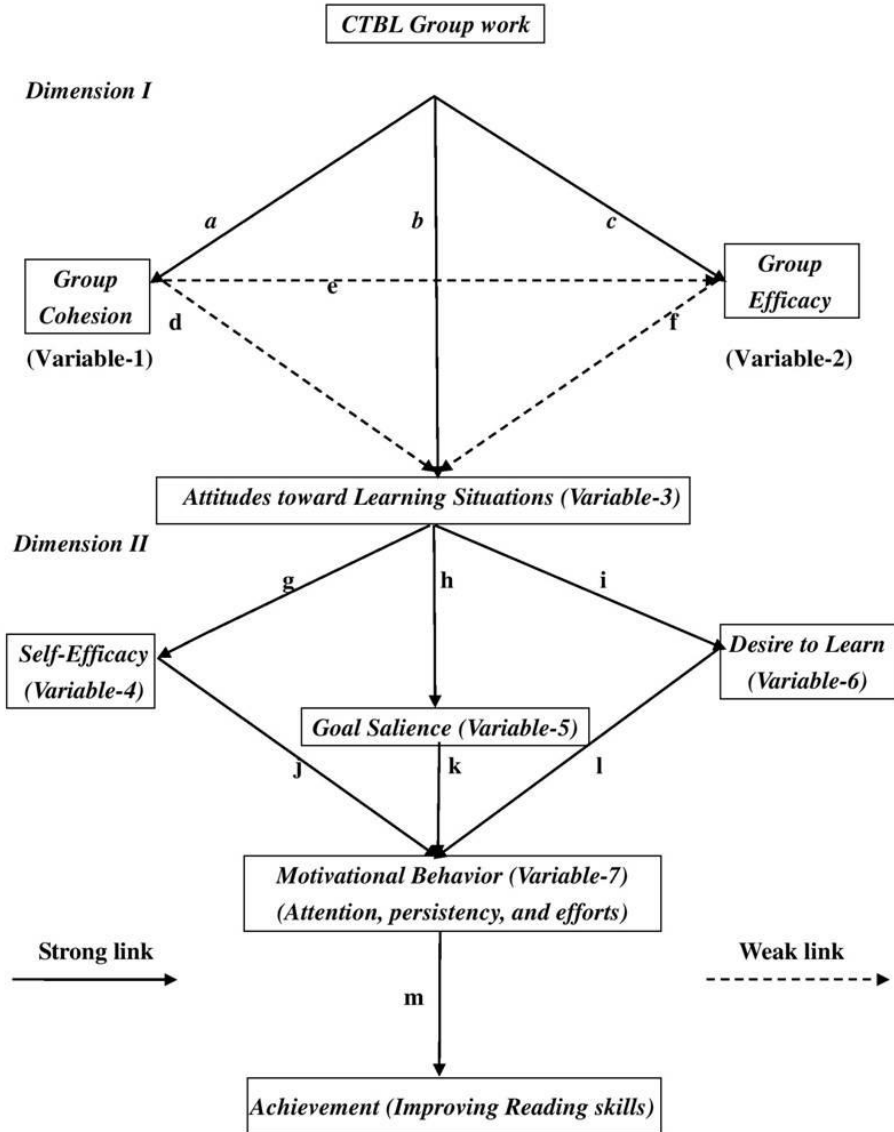 CTBL Group work
Dimension I
a
b
c
Group
Cohesion
(Variable-1)
Group
Efficacy
(Variable-2)
e
d
f
Attitudes toward Learning Situations (Variable-3)
Dimension II
g
h
i
Self-Efficacy
(Variable-4)
Desire to Learn
(Variable-6)
Goal Salience (Variable-5)
J
k
l
Motivational Behavior (Variable-7)
(Attention, persistency, and efforts)
Strong link
Weak link
m
Achievement (Improving Reading skills)